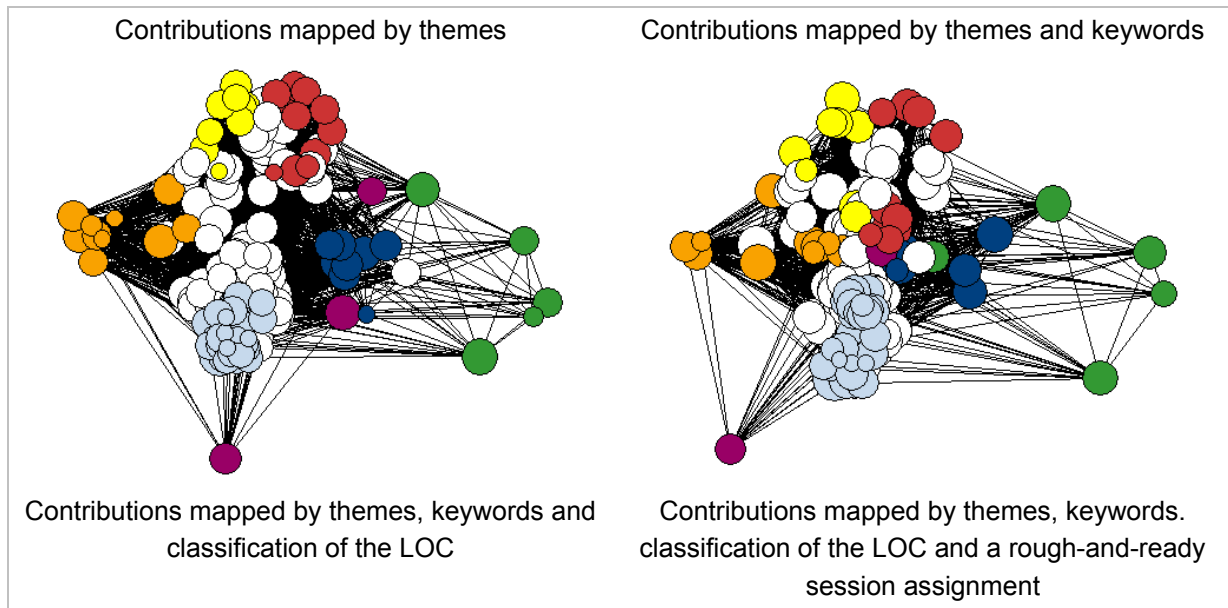 Contributions mapped by themes
Contributions mapped by themes and keywords
Contributions mapped by themes, keywords and
classification of the LOC
Contributions mapped by themes, keywords.
classification of the LOC and a rough-and-ready
session assignment